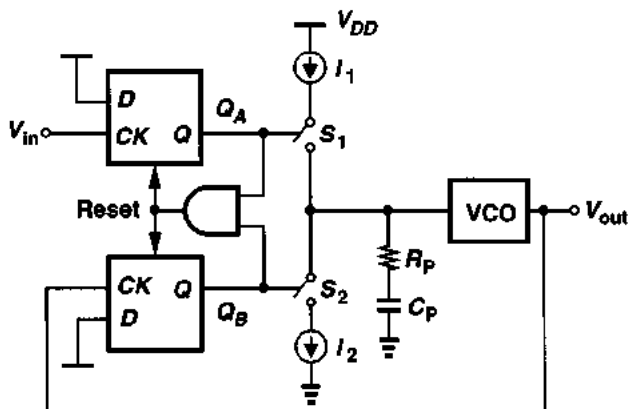 V_DD
I_1
D
Q_A
V_in
CK
Q
S_1
Reset
VCO
V_out
R_P
CK
Q
S_2
C_P
D
Q_B
I_2